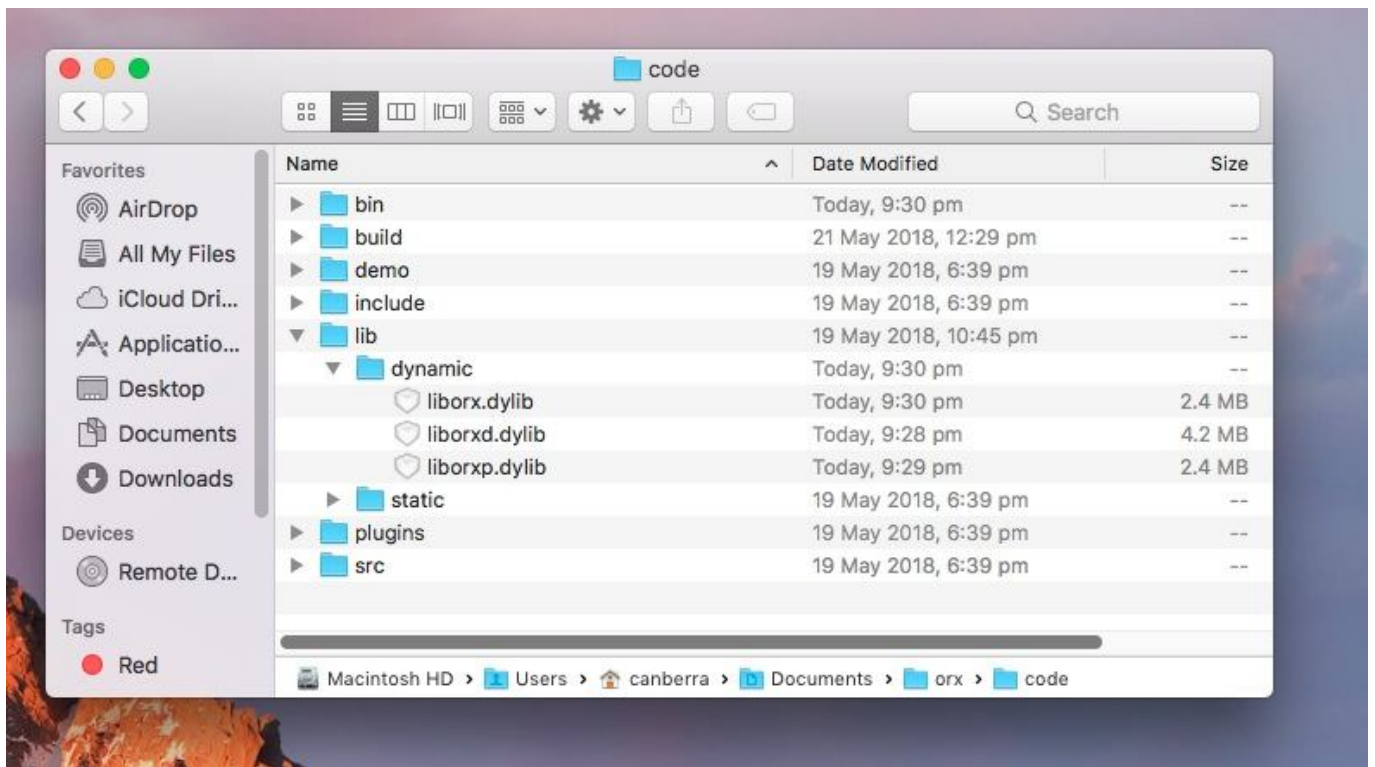 code
Search
Favorites
AirDrop
All My Files
iCloud Dri...
Applicatio...
Desktop
Documents
Downloads
Devices
Remote D...
Tags
Red
Name Date Modified Size
bin Today, 9:30 pm --
build 21 May 2018, 12:29 pm --
demo 19 May 2018, 6:39 pm --
include 19 May 2018, 6:39 pm --
lib 19 May 2018, 10:45 pm --
dynamic Today, 9:30 pm --
liborx.dylib Today, 9:30 pm 2.4 MB
liborxd.dylib Today, 9:28 pm 4.2 MB
liborxp.dylib Today, 9:29 pm 2.4 MB
static 19 May 2018, 6:39 pm --
plugins 19 May 2018, 6:39 pm --
src 19 May 2018, 6:39 pm --
Macintosh HD › Users › canberra › Documents › orx › code